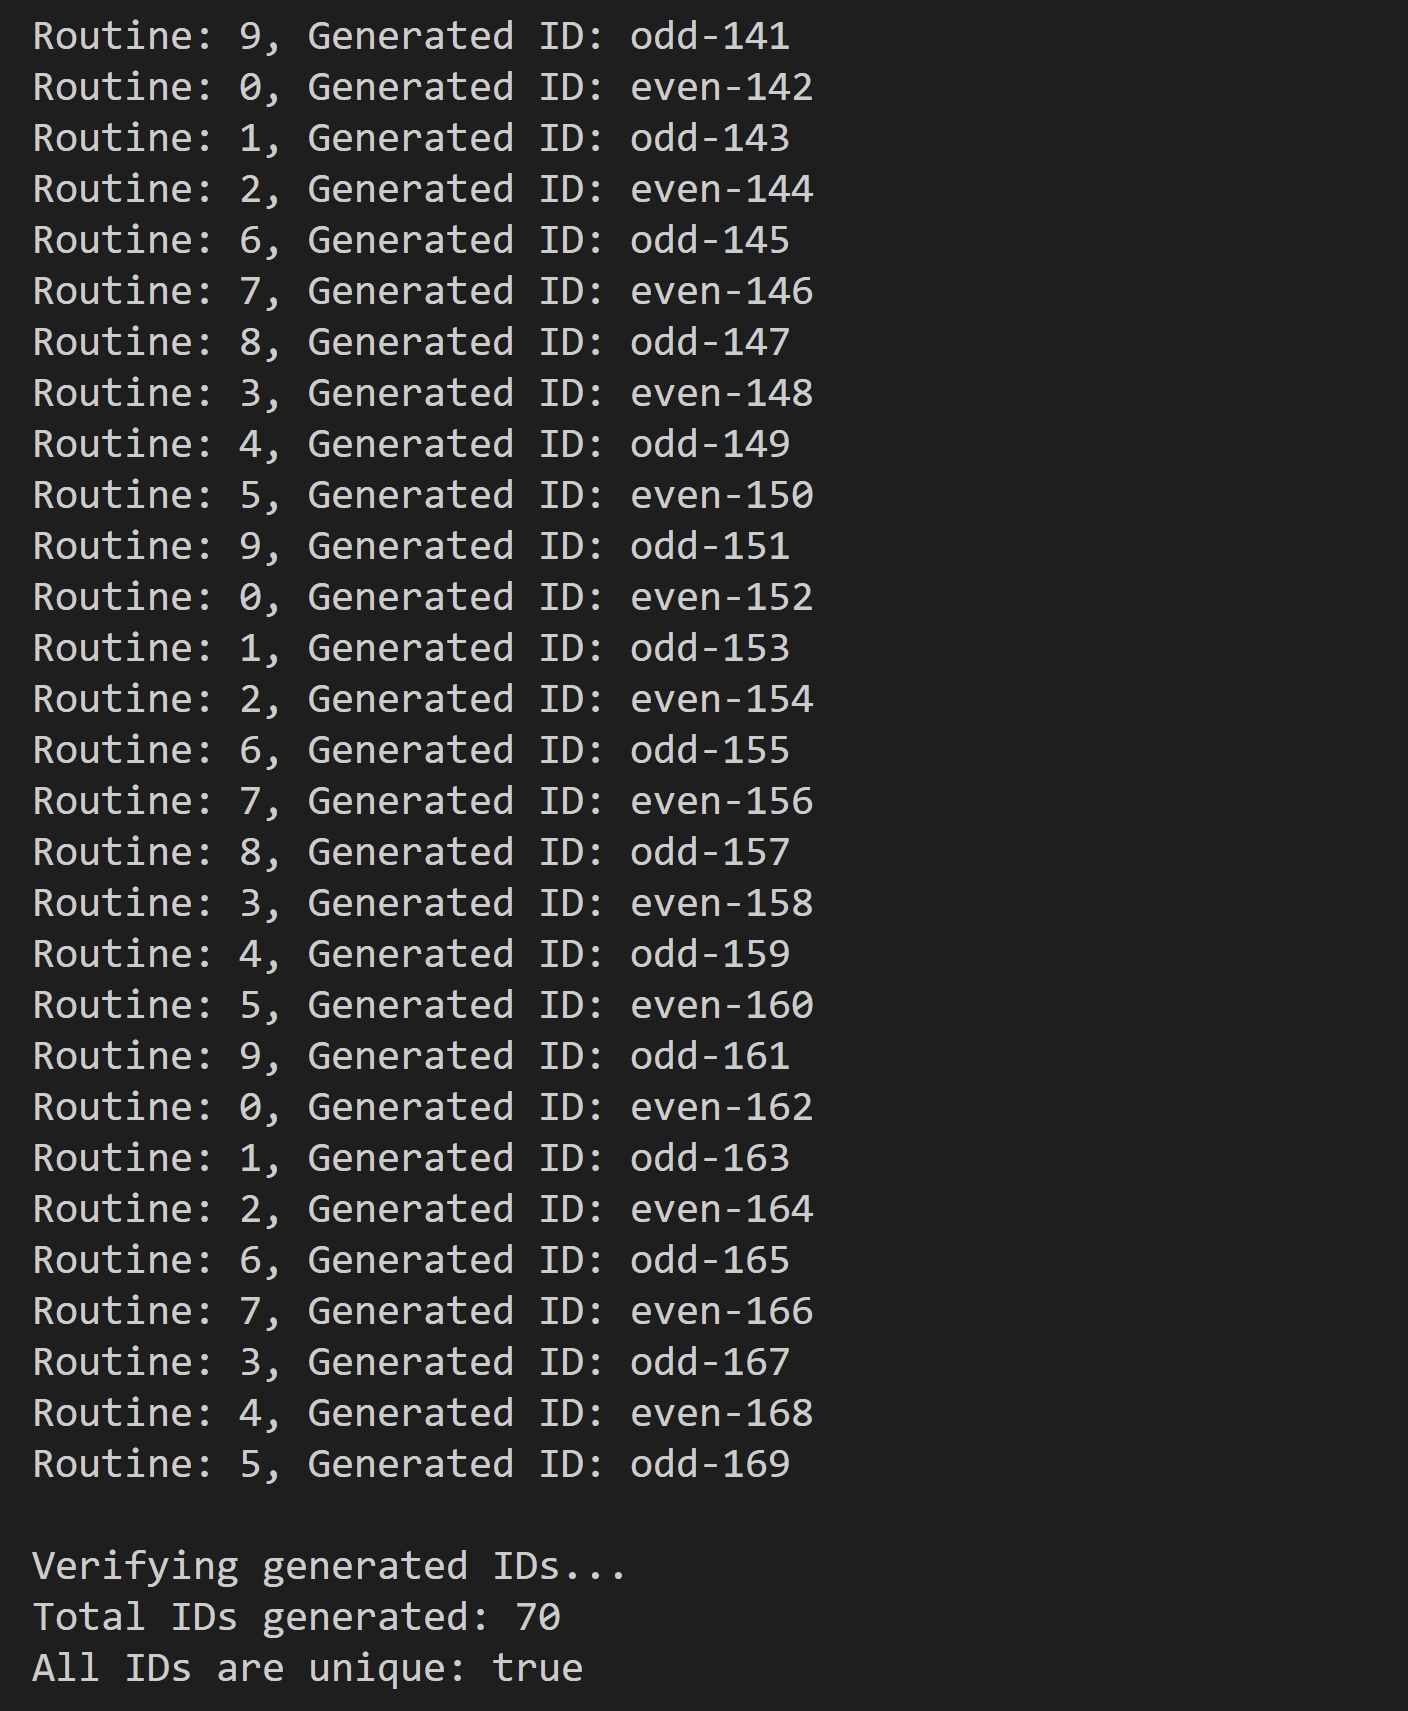 Routine: 9, Generated ID: odd-141
Routine: 0, Generated ID: even-142
Routine: 1, Generated ID: odd-143
Routine: 2, Generated ID: even-144
Routine: 6, Generated ID: odd-145
Routine: 7, Generated ID: even-146
Routine: 8, Generated ID: odd-147
Routine: 3, Generated ID: even-148
Routine: 4, Generated ID: odd-149
Routine: 5, Generated ID: even-150
Routine: 9, Generated ID: odd-151
Routine: 0, Generated ID: even-152
Routine: 1, Generated ID: odd-153
Routine: 2, Generated ID: even-154
Routine: 6, Generated ID: odd-155
Routine: 7, Generated ID: even-156
Routine: 8, Generated ID: odd-157
Routine: 3, Generated ID: even-158
Routine: 4, Generated ID: odd-159
Routine: 5, Generated ID: even-160
Routine: 9, Generated ID: odd-161
Routine: 0, Generated ID: even-162
Routine: 1, Generated ID: odd-163
Routine: 2, Generated ID: even-164
Routine: 6, Generated ID: odd-165
Routine: 7, Generated ID: even-166
Routine: 3, Generated ID: odd-167
Routine: 4, Generated ID: even-168
Routine: 5, Generated ID: odd-169

Verifying generated IDs...
Total IDs generated: 70
All IDs are unique: true